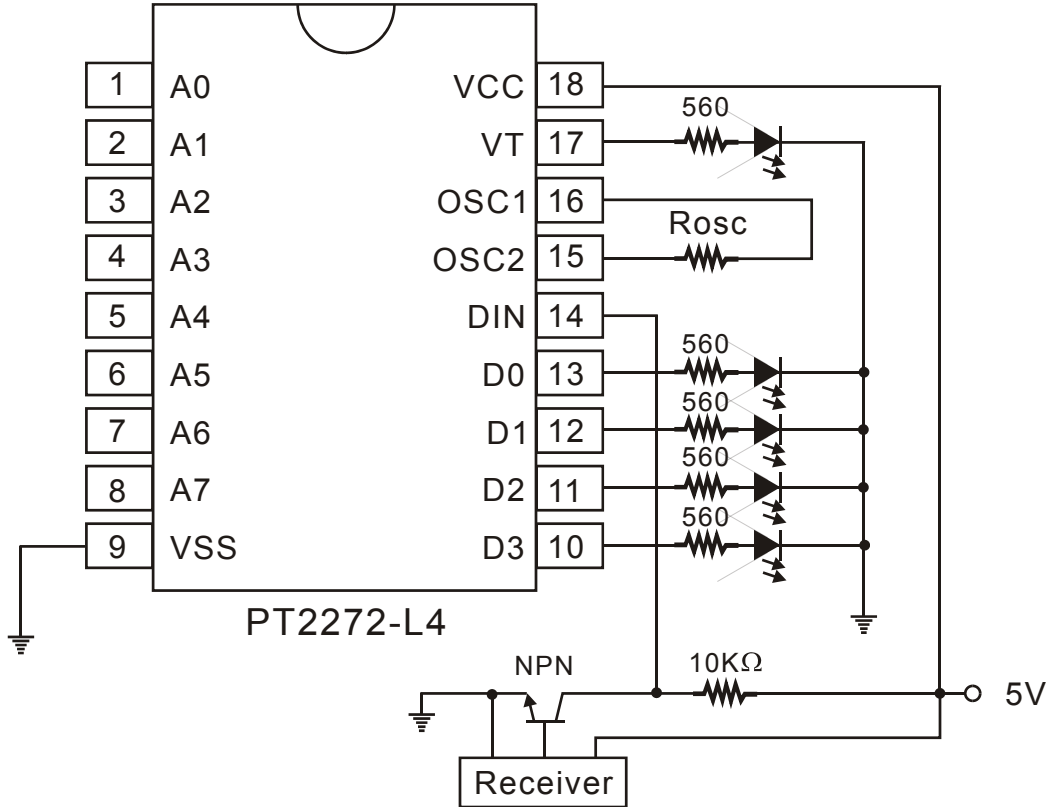 1 A0 VCC 18
560
2 A1 VT 17
3 A2 OSC1 16
Rosc
4 A3 OSC2 15
5 A4 DIN 14
560
6 A5 D0 13
560
7 A6 D1 12
560
8 A7 D2 11
560
9 VSS D3 10
PT2272-L4
NPN 10KΩ
5V
Receiver